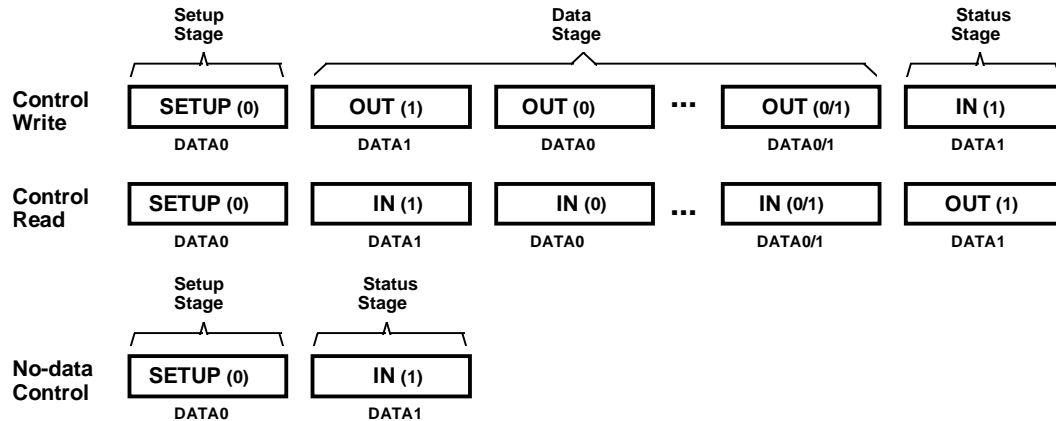 Setup
Stage
Data
Stage
Status
Stage
Control
Write
SETUP (0)
OUT (1)
OUT (0)
...
OUT (0/1)
IN (1)
DATA0
DATA1
DATA0
DATA0/1
DATA1
Control
Read
SETUP (0)
IN (1)
IN (0)
...
IN (0/1)
OUT (1)
DATA0
DATA1
DATA0
DATA0/1
DATA1
Setup
Stage
Status
Stage
No-data
Control
SETUP (0)
IN (1)
DATA0
DATA1